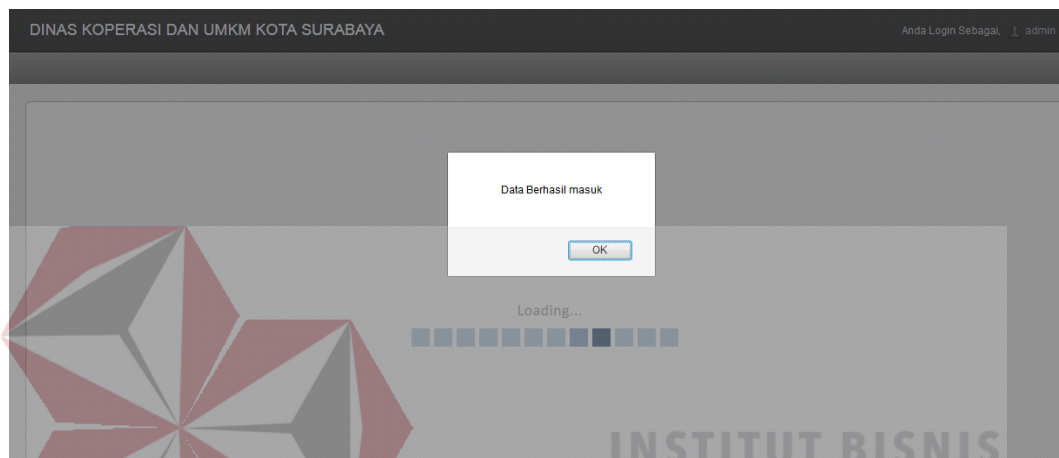 DINAS KOPERASI DAN UMKM KOTA SURABAYA
Anda Login Sebagai, admin
Data Berhasil masuk
OK
Loading...
INSTITUT BISNIS